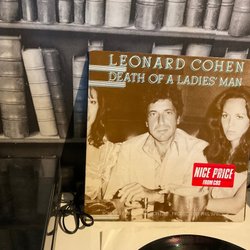 LEONARD COHEN
DEATH OF A LADIES' MAN
NICE PRICE
FROM CBS